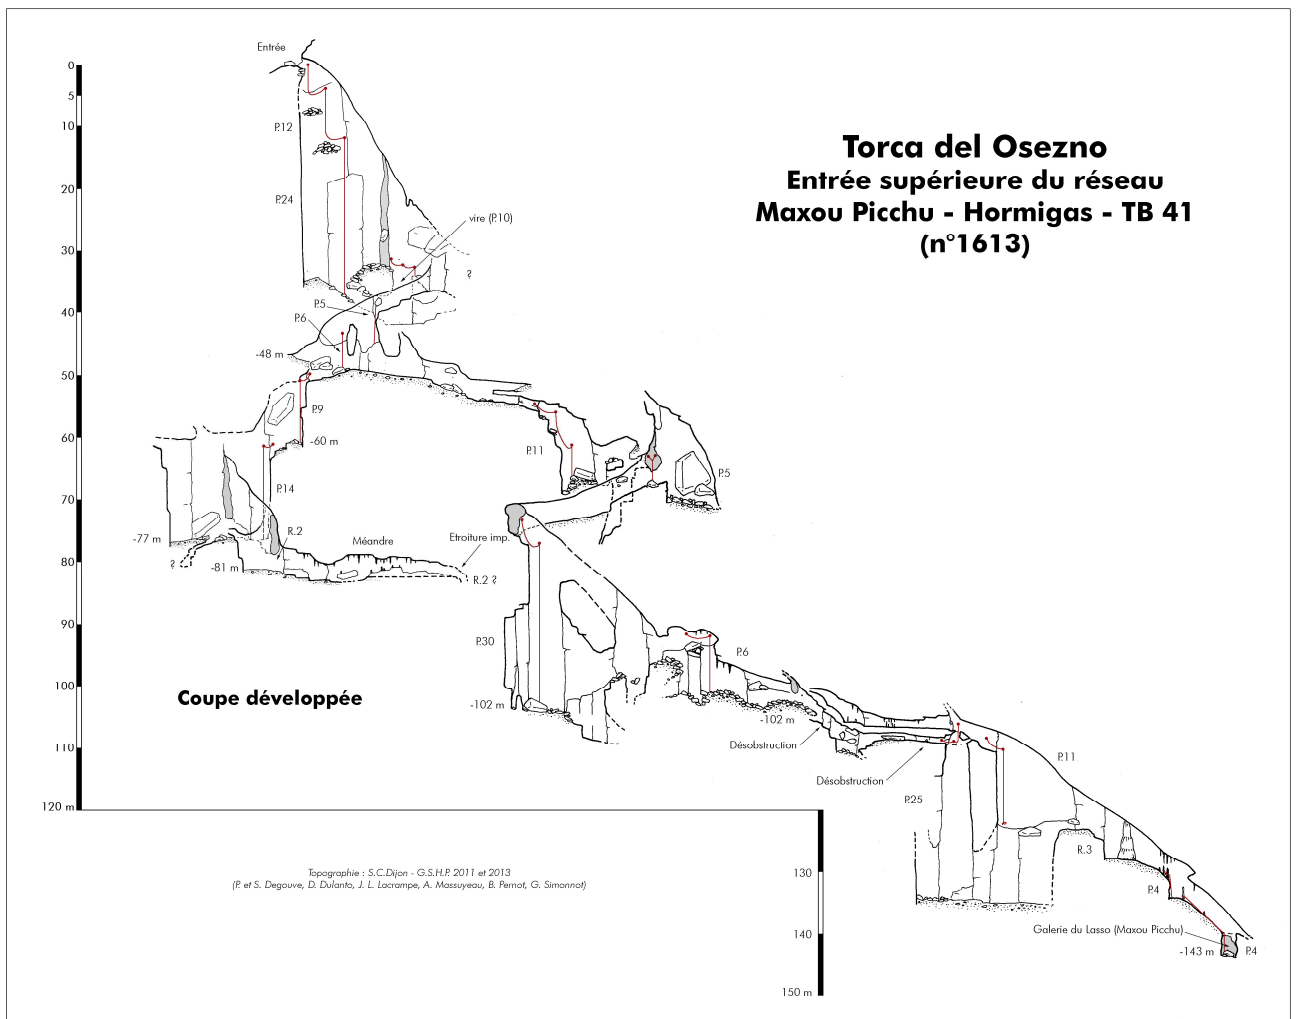 Entrée
0
5
10
20
30
40
50
60
70
80
90
100
110
120 m
Torca del Osezno
Entrée supérieure du réseau
Maxou Picchu - Hormigas - TB 41
(n°1613)
P.12
P.24
vire (P.10)
?
P.5
P.6
-48 m
P.9
-60 m
P.11
P.5
P.14
-77 m
R.2
Méandre
Etroiture imp.
?
-81 m
R.2 ?
P.30
P.6
Coupe développée
-102 m
-102 m
Désobstruction
P.11
Désobstruction
P.25
R.3
Topographie : S.C.Dijon - G.S.H.P. 2011 et 2013
(P. et S. Degouve, D. Dulanto, J. L. Lacrampe, A. Massuyeau, B. Pernot, G. Simonnot)
130
140
150 m
P.4
Galerie du Lasso (Maxou Picchu)
-143 m
P.4